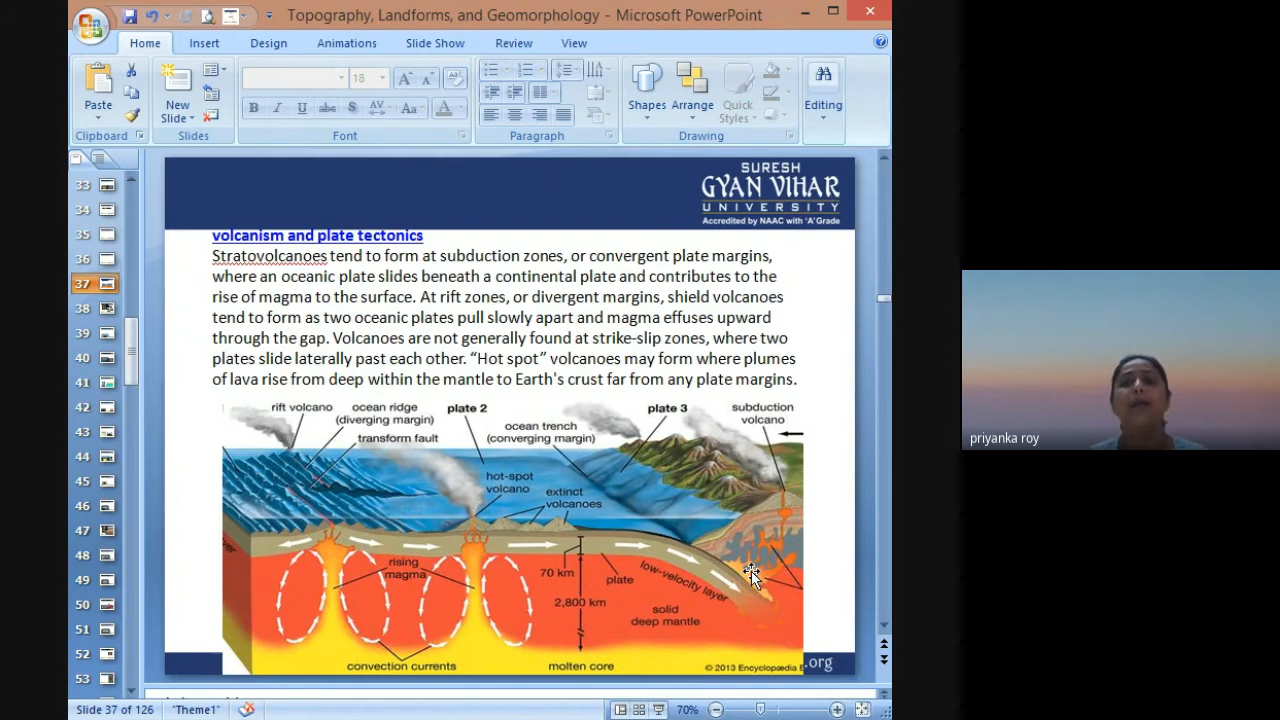 Topography, Landforms, and Geomorphology - Microsoft PowerPoint
Home Insert Design Animations Slide Show Review View
18
A A
B I U abc S AV Aa A
Paste
New
Slide
Shapes Arrange Quick
Styles
Editing
Clipboard Slides Font Paragraph Drawing
33
34
35
36
37
38
39
40
41
42
43
44
45
46
47
48
49
50
51
52
53
SURESH
GYAN VIHAR
UNIVERSITY
Accredited by NAAC with 'A' Grade
volcanism and plate tectonics
Stratovolcanoes tend to form at subduction zones, or convergent plate margins,
where an oceanic plate slides beneath a continental plate and contributes to the
rise of magma to the surface. At rift zones, or divergent margins, shield volcanoes
tend to form as two oceanic plates pull slowly apart and magma effuses upward
through the gap. Volcanoes are not generally found at strike-slip zones, where two
plates slide laterally past each other. “Hot spot” volcanoes may form where plumes
of lava rise from deep within the mantle to Earth's crust far from any plate margins.
rift volcano
ocean ridge
(diverging margin)
transform fault
plate 2
ocean trench
(converging margin)
plate 3
subduction
volcano
hot-spot
volcano
extinct
volcanoes
rising
magma
70 km
plate
low-velocity layer
2,800 km
solid
deep mantle
convection currents
molten core
© 2013 Encyclopædia
.org
priyanka roy
Slide 37 of 126
"Theme1"
70%